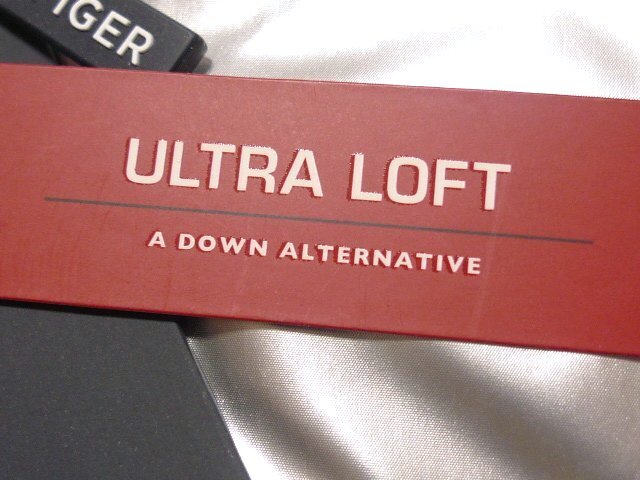 IGER
ULTRA LOFT
A DOWN ALTERNATIVE